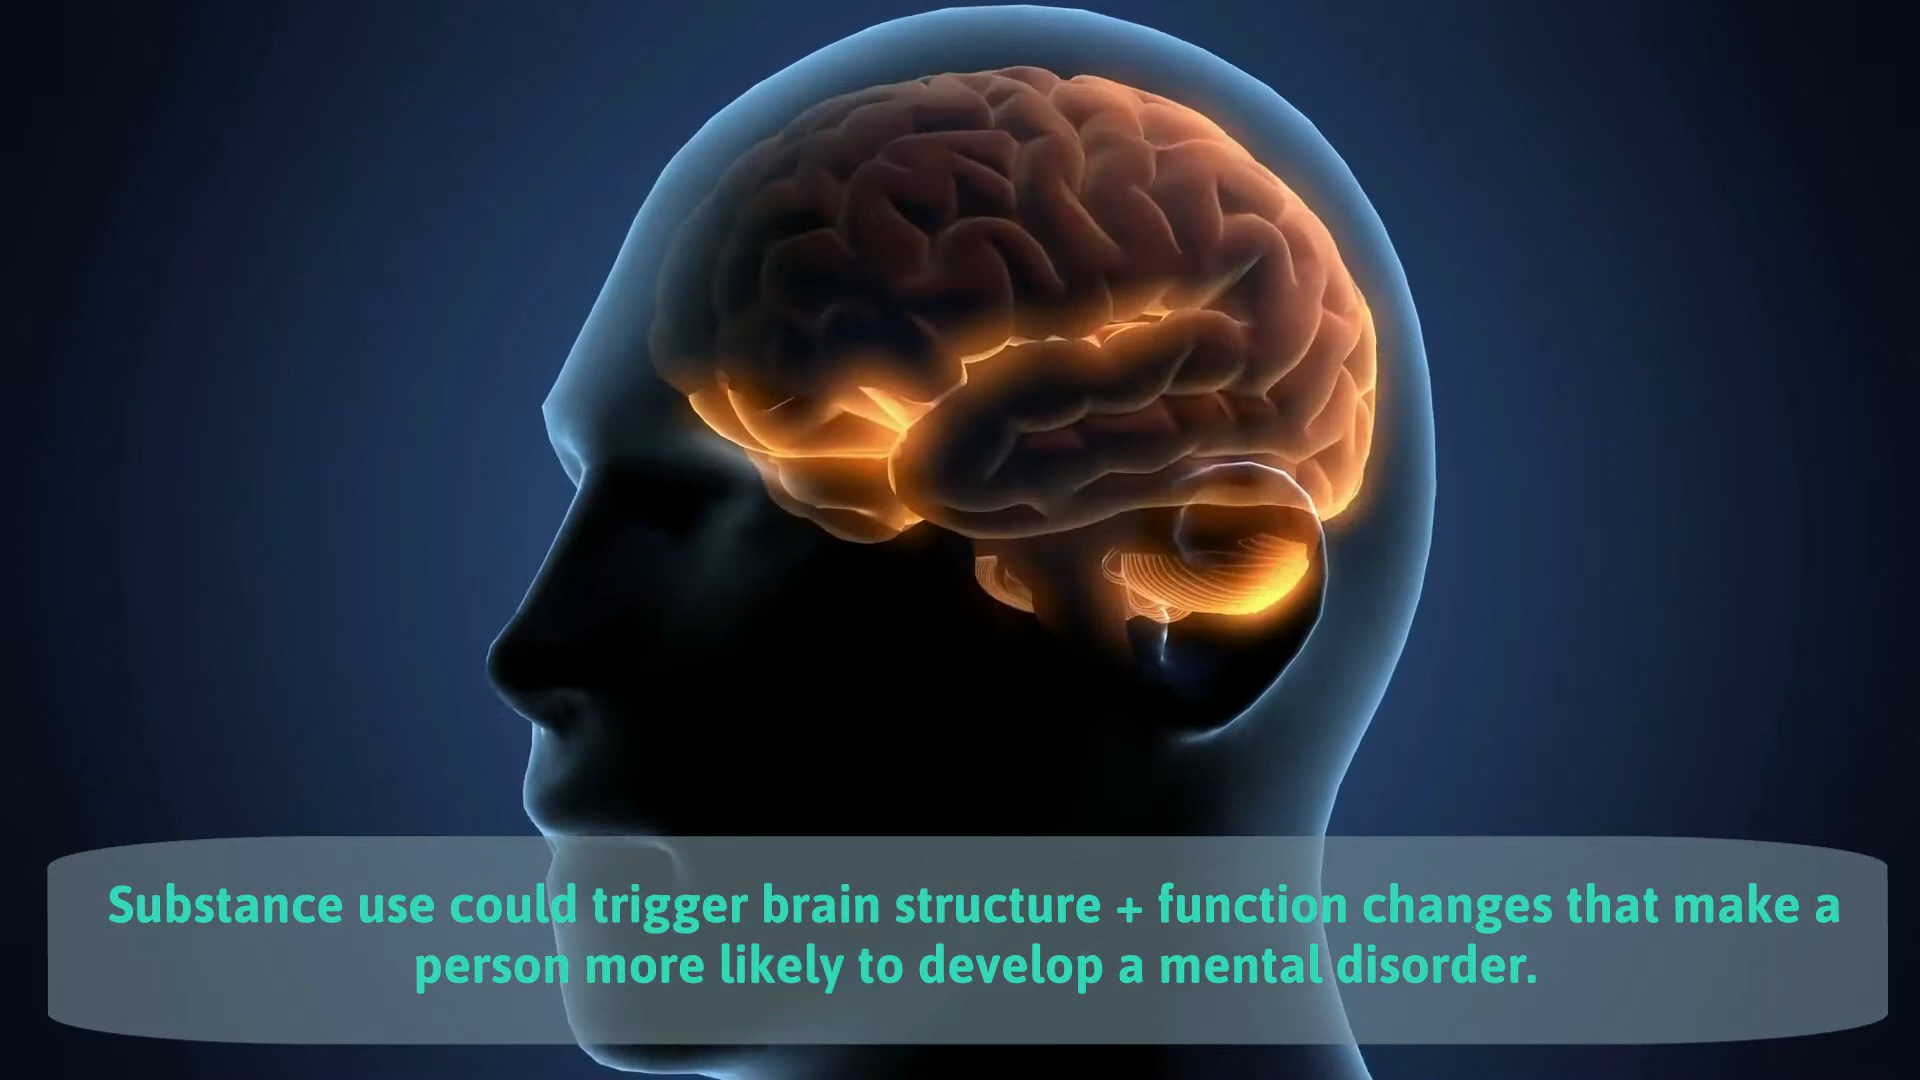 Substance use could trigger brain structure + function changes that make a
person more likely to develop a mental disorder.